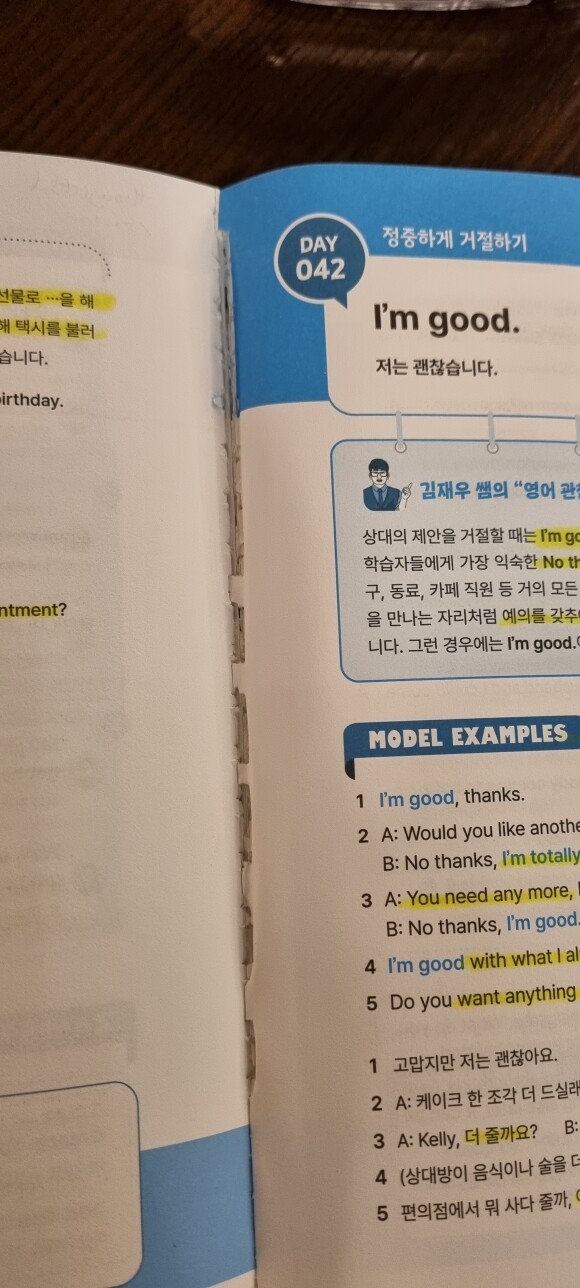 선물로 …을 해
해 택시를 불러
습니다.
birthday.
ntment?
DAY
042
정중하게 거절하기
I'm good.
저는 괜찮습니다.
김재우 쌤의 "영어 관찰
상대의 제안을 거절할 때는 I'm go
학습자들에게 가장 익숙한 No th
구, 동료, 카페 직원 등 거의 모든
을 만나는 자리처럼 예의를 갖추어
니다. 그런 경우에는 I'm good.
MODEL EXAMPLES
1 I'm good, thanks.
2 A: Would you like anothe
B: No thanks, I'm totally
3 A: You need any more,
B: No thanks, I'm good.
4 I'm good with what I al
5 Do you want anything
1 고맙지만 저는 괜찮아요.
2 A: 케이크 한 조각 더 드실래
3 A: Kelly, 더 줄까요? B:
4 (상대방이 음식이나 술을 더
5 편의점에서 뭐 사다 줄까,